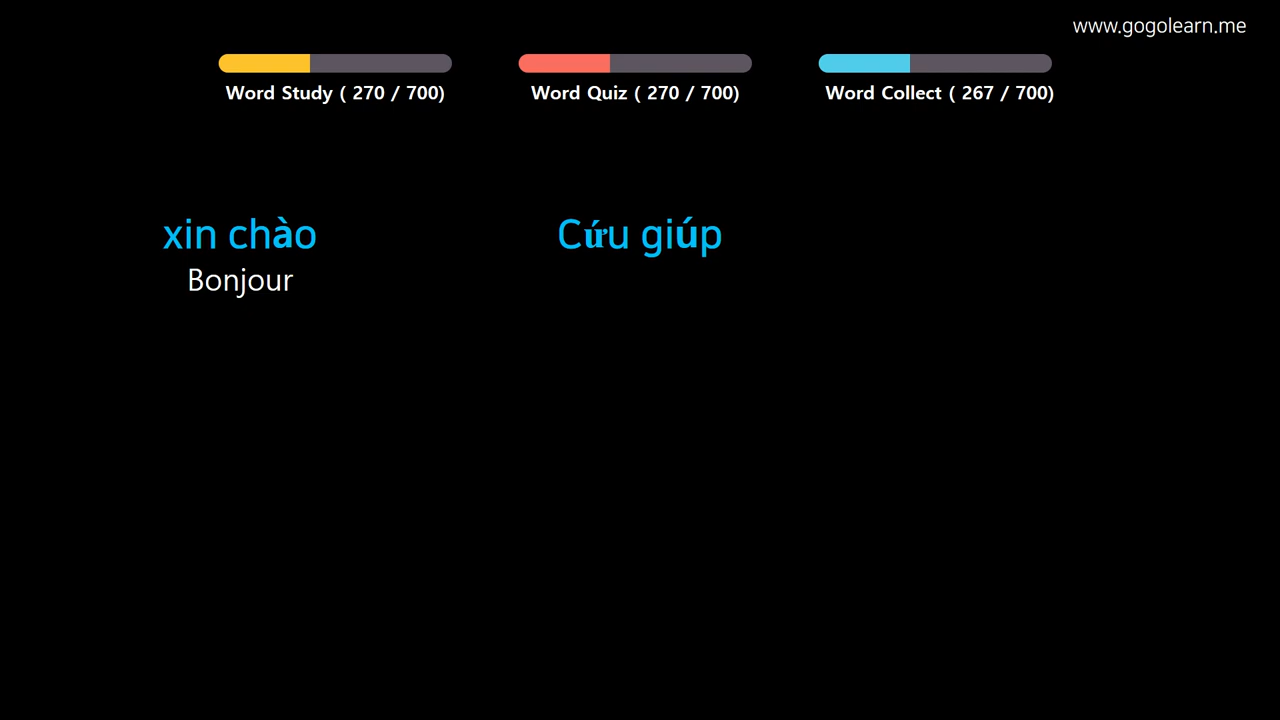 www.gogolearn.me
Word Study ( 270 / 700)
Word Quiz ( 270 / 700)
Word Collect ( 267 / 700)
xin chào
Bonjour
Cứu giúp